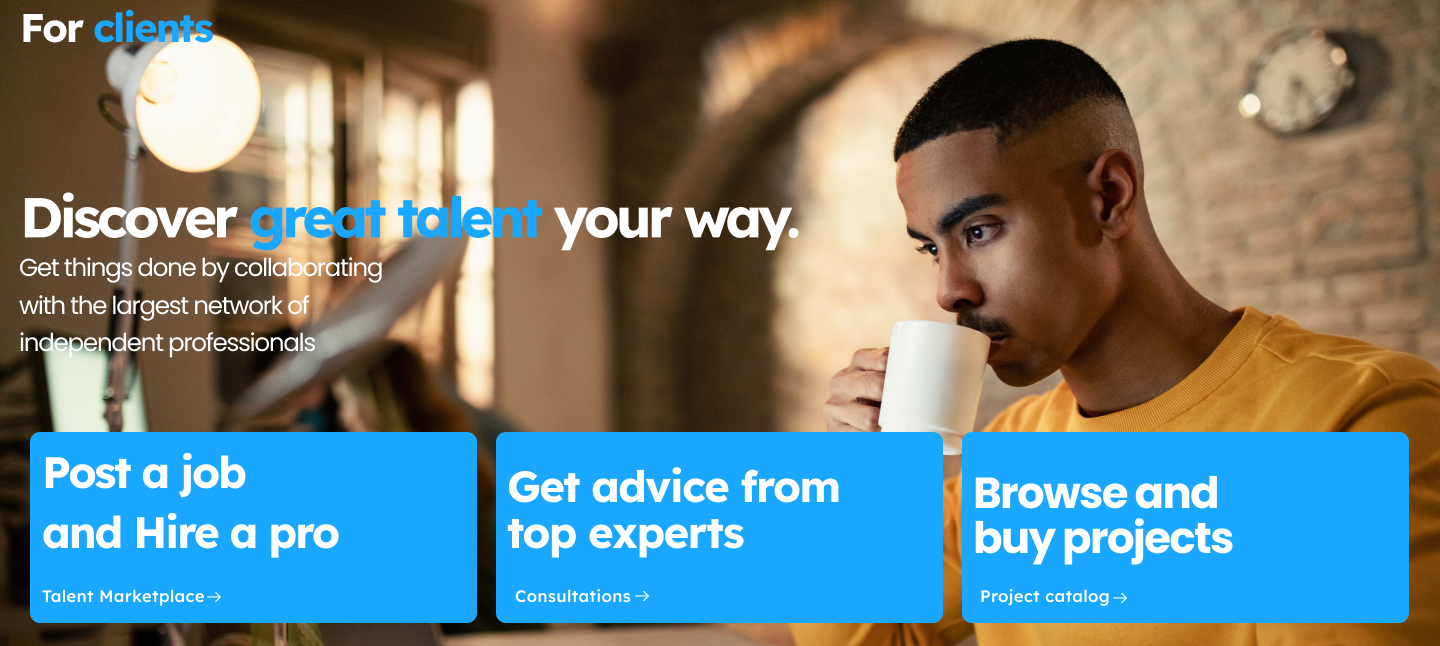 For clients
Discover great talent your way.
Get things done by collaborating
with the largest network of
independent professionals
Post a job
and Hire a pro
Talent Marketplace→
Get advice from
top experts
Consultations→
Browse and
buy projects
Project catalog→